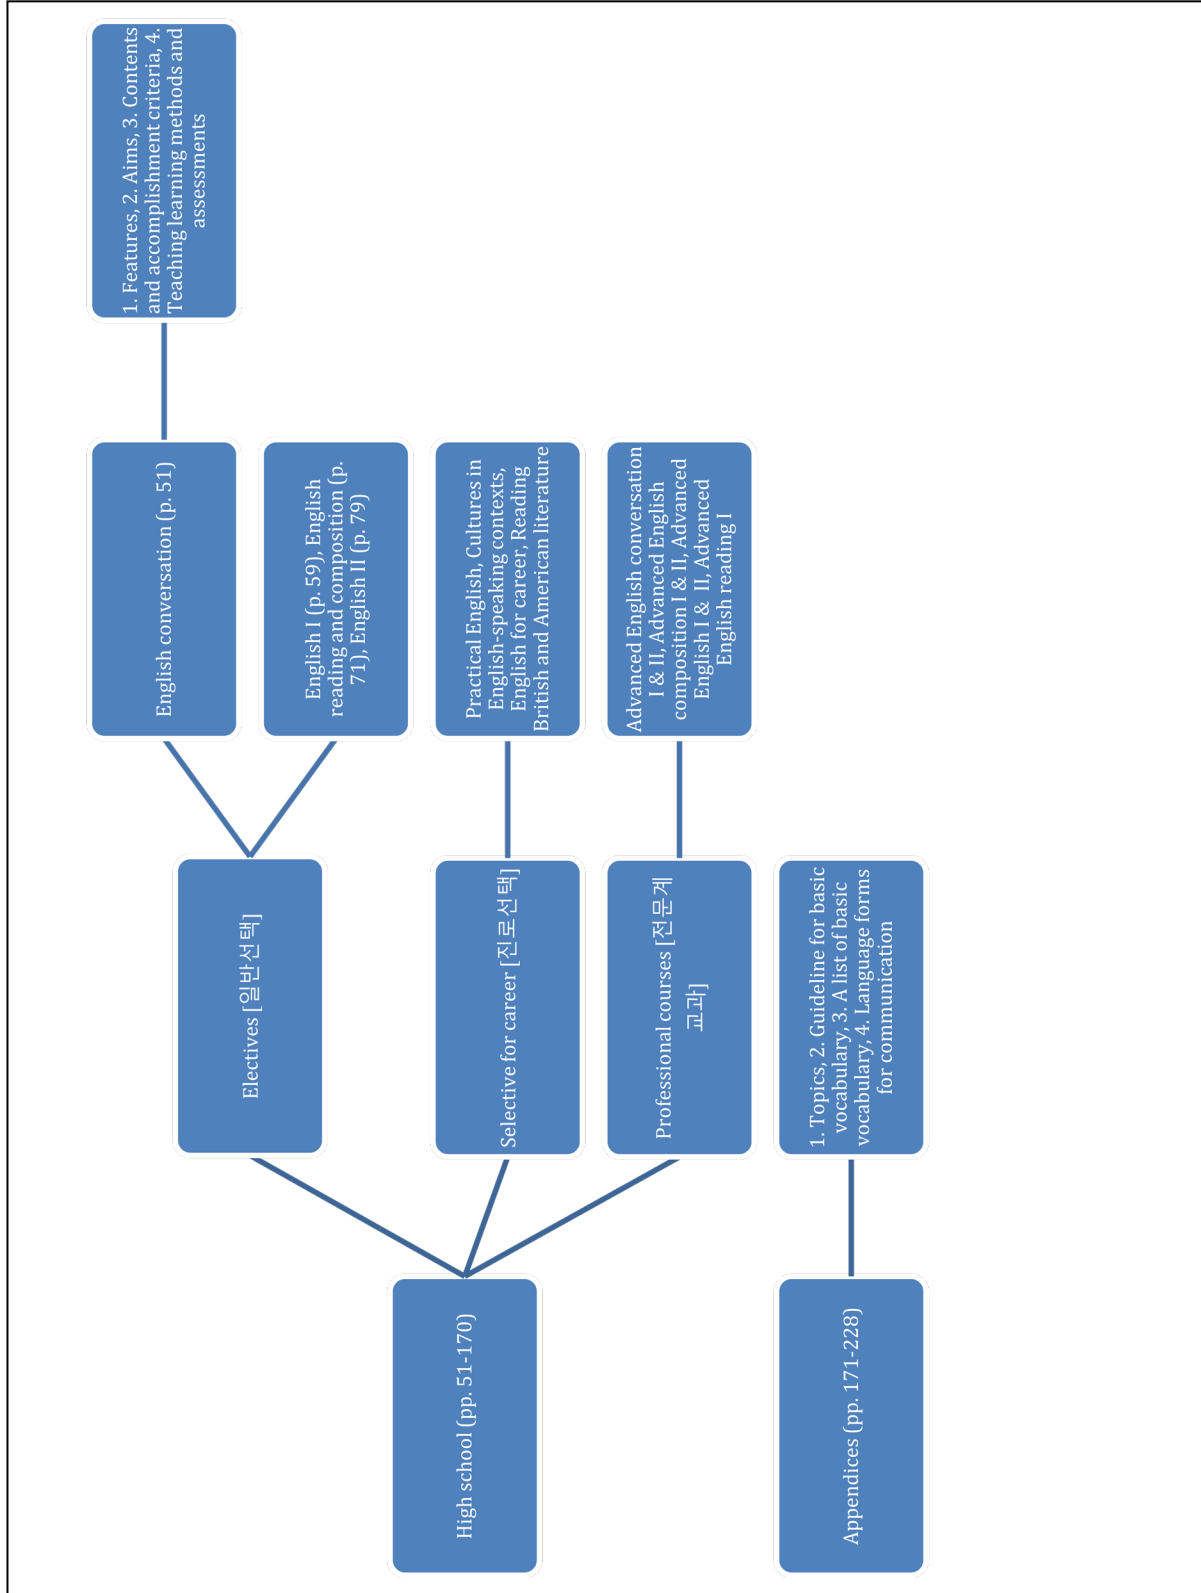 High school (pp. 51-170)
Electives [일반선택]
English conversation (p. 51)
1. Features, 2. Aims, 3. Contents
and accomplishment criteria, 4.
Teaching learning methods and
assessments
English I (p. 59), English
reading and composition (p.
71), English II (p. 79)
Selective for career [진로선택]
Practical English, Cultures in
English-speaking contexts,
English for career, Reading
British and American literature
Professional courses [전문계
교과]
Advanced English conversation
I & II, Advanced English
composition I & II, Advanced
English I & II, Advanced
English reading I
Appendices (pp. 171-228)
1. Topics, 2. Guideline for basic
vocabulary, 3. A list of basic
vocabulary, 4. Language forms
for communication